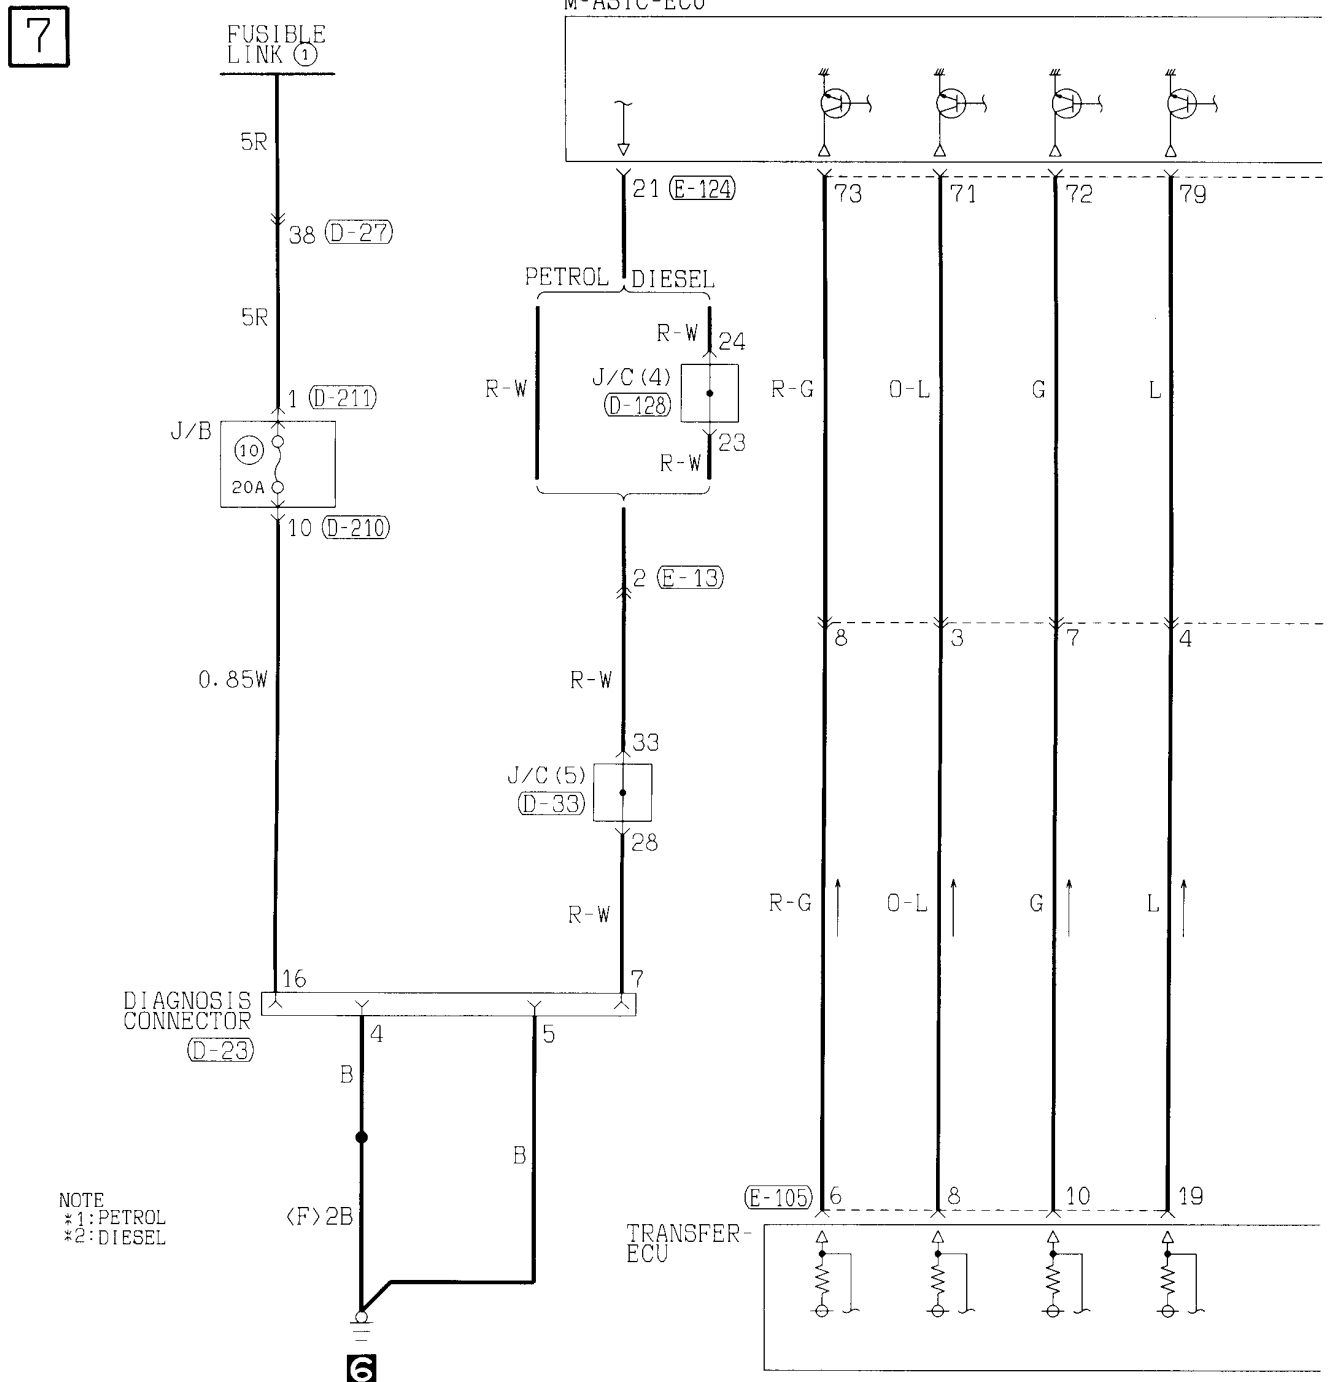 7
M-ASTC-ECU
FUSIBLE
LINK ①
5R
38 (D-27)
5R
1 (D-211)
J/B
10
20A
10 (D-210)
0.85W
16
21 (E-124)
PETROL DIESEL
R-W
R-W
24
J/C(4)
(D-128)
23
R-W
2 (E-13)
R-W
33
J/C(5)
(D-33)
28
R-W
7
73
71
72
79
R-G
O-L
G
L
8
3
7
4
R-G
O-L
G
L
DIAGNOSIS
CONNECTOR
(D-23)
4
5
B
B
<F>2B
6
NOTE
*1:PETROL
*2:DIESEL
(E-105) 6
8
10
19
TRANSFER-
ECU